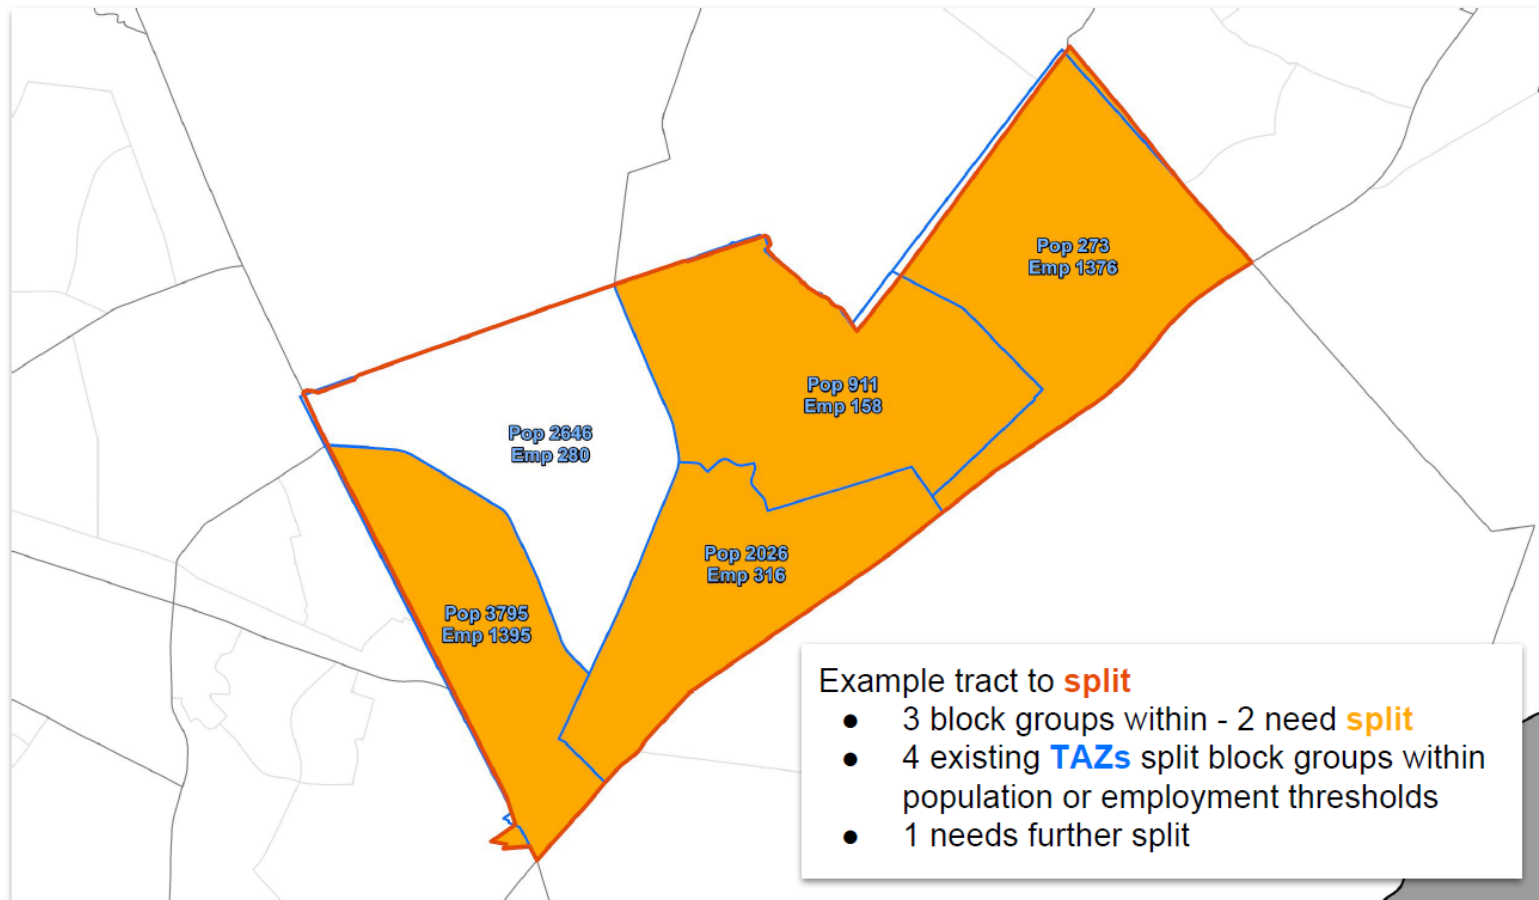 Pop 273
Emp 1376
Pop 911
Emp 158
Pop 2646
Emp 280
Pop 2026
Emp 316
Pop 3795
Emp 1395
Example tract to split
● 3 block groups within - 2 need split
● 4 existing TAZs split block groups within
population or employment thresholds
● 1 needs further split